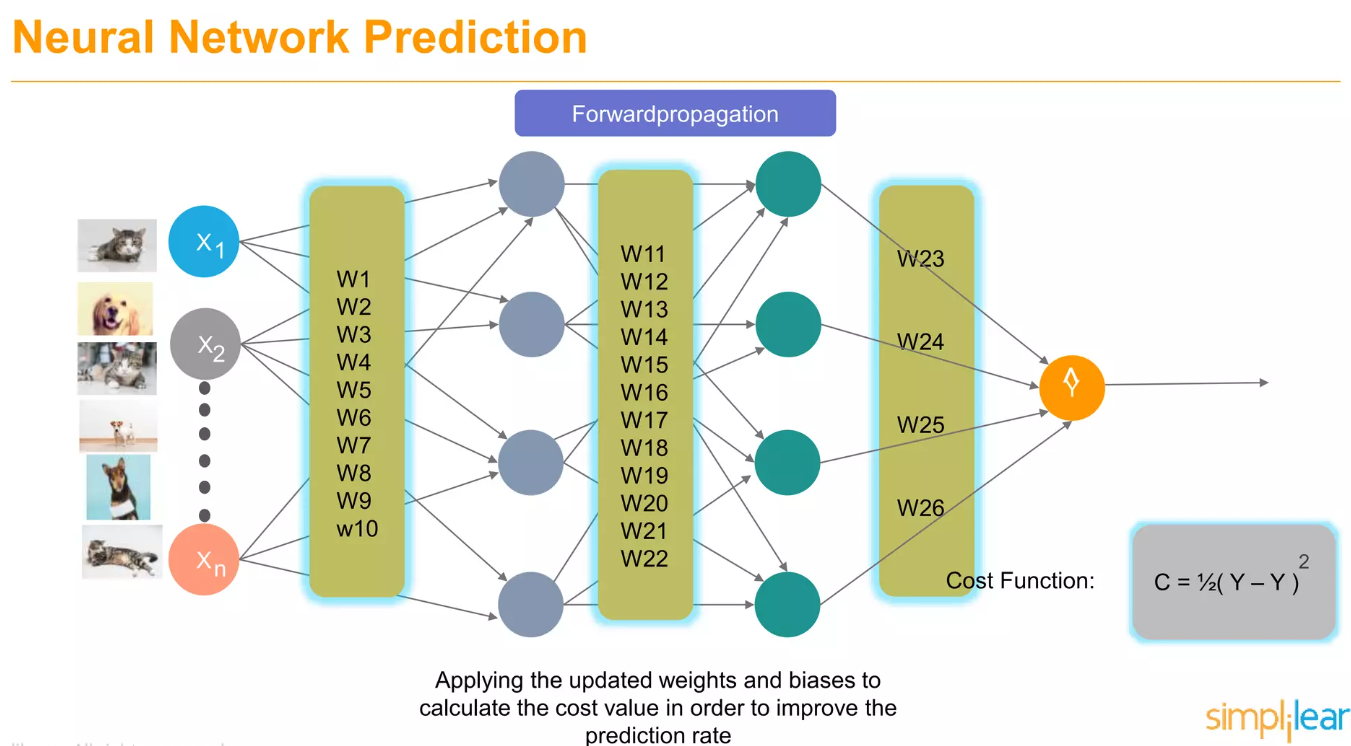 Neural Network Prediction
Forwardpropagation
X1
X2
Xn
W1
W2
W3
W4
W5
W6
W7
W8
W9
w10
W11
W12
W13
W14
W15
W16
W17
W18
W19
W20
W21
W22
W23
W24
W25
W26
Cost Function:
C = ½( Y – Y )2
Applying the updated weights and biases to
calculate the cost value in order to improve the
prediction rate
simplilear